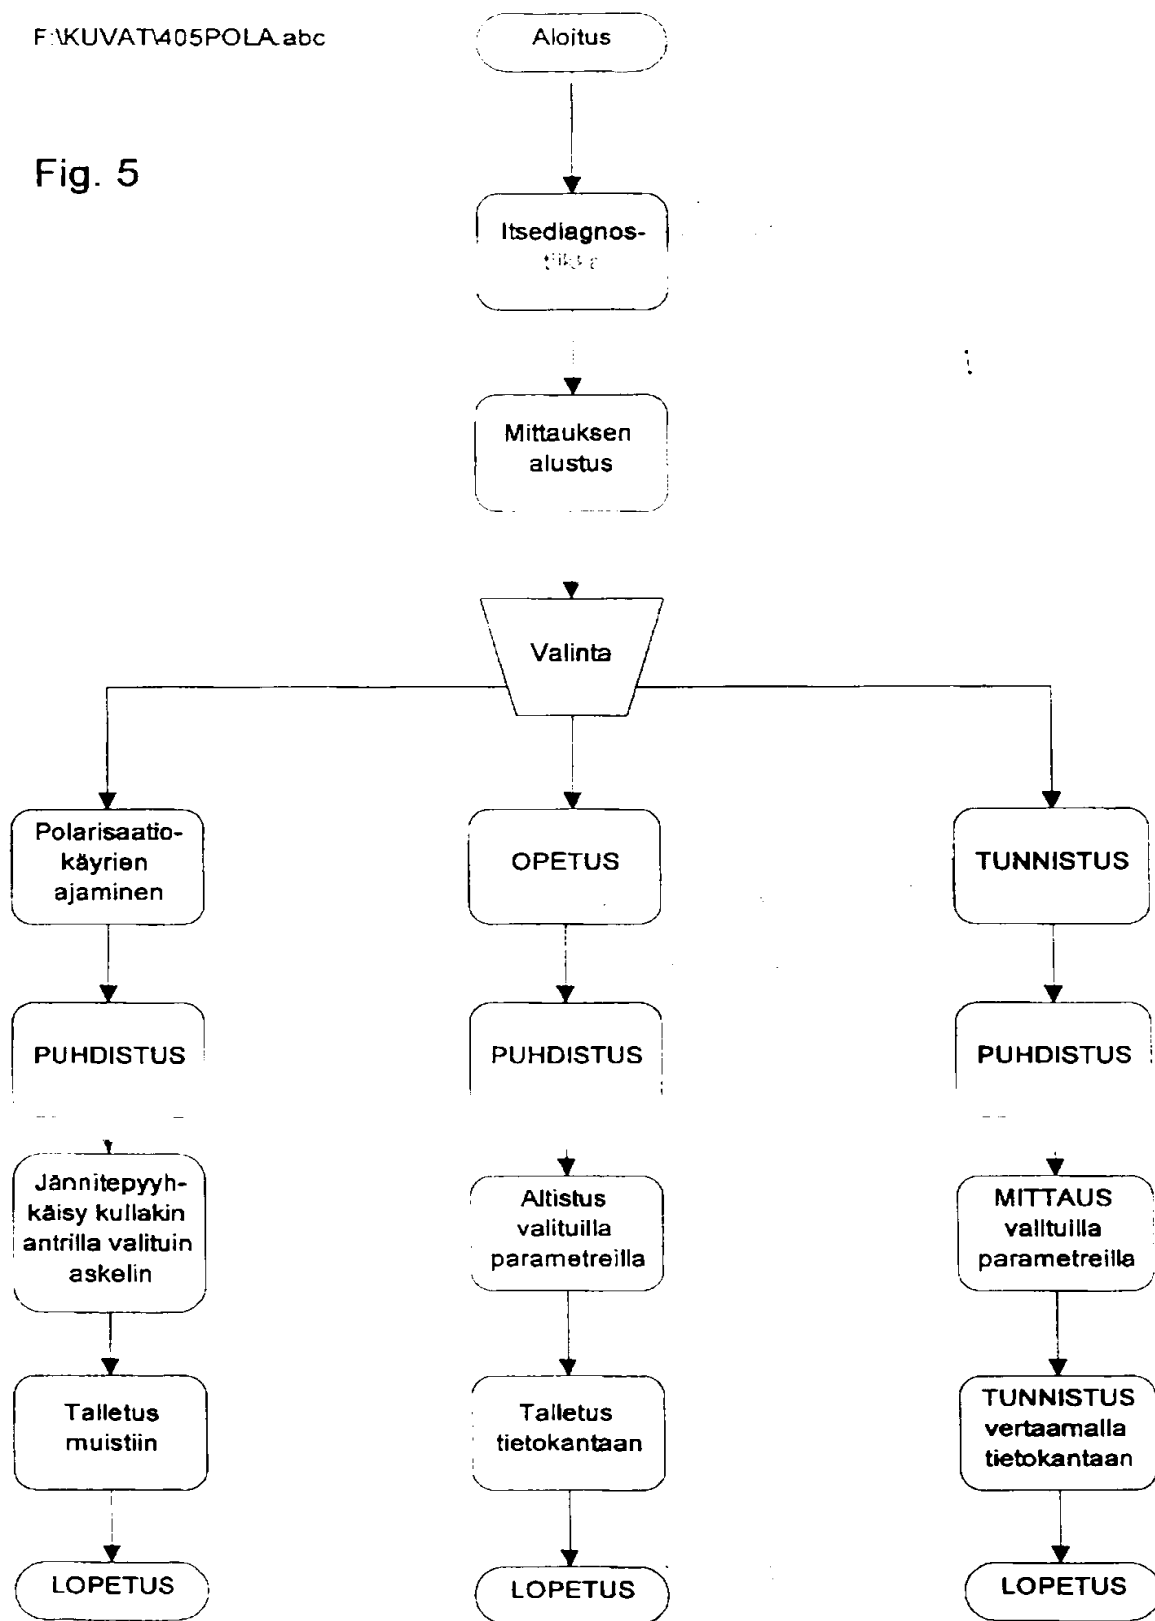 F:\KUVAT\405POLA.abc
Aloitus
Fig. 5
Itsediagnos-
Mittauksen
alustus
Valinta
Polarisaatio-
käyrien
ajaminen
OPETUS
TUNNISTUS
PUHDISTUS
PUHDISTUS
PUHDISTUS
Jännitepyyh-
käisy kullakin
antrilla valituin
askelin
Altistus
valituilla
parametreilla
MITTAUS
valituilla
parametreilla
Talletus
muistiin
Talletus
tietokantaan
TUNNISTUS
vertaamalla
tietokantaan
LOPETUS
LOPETUS
LOPETUS